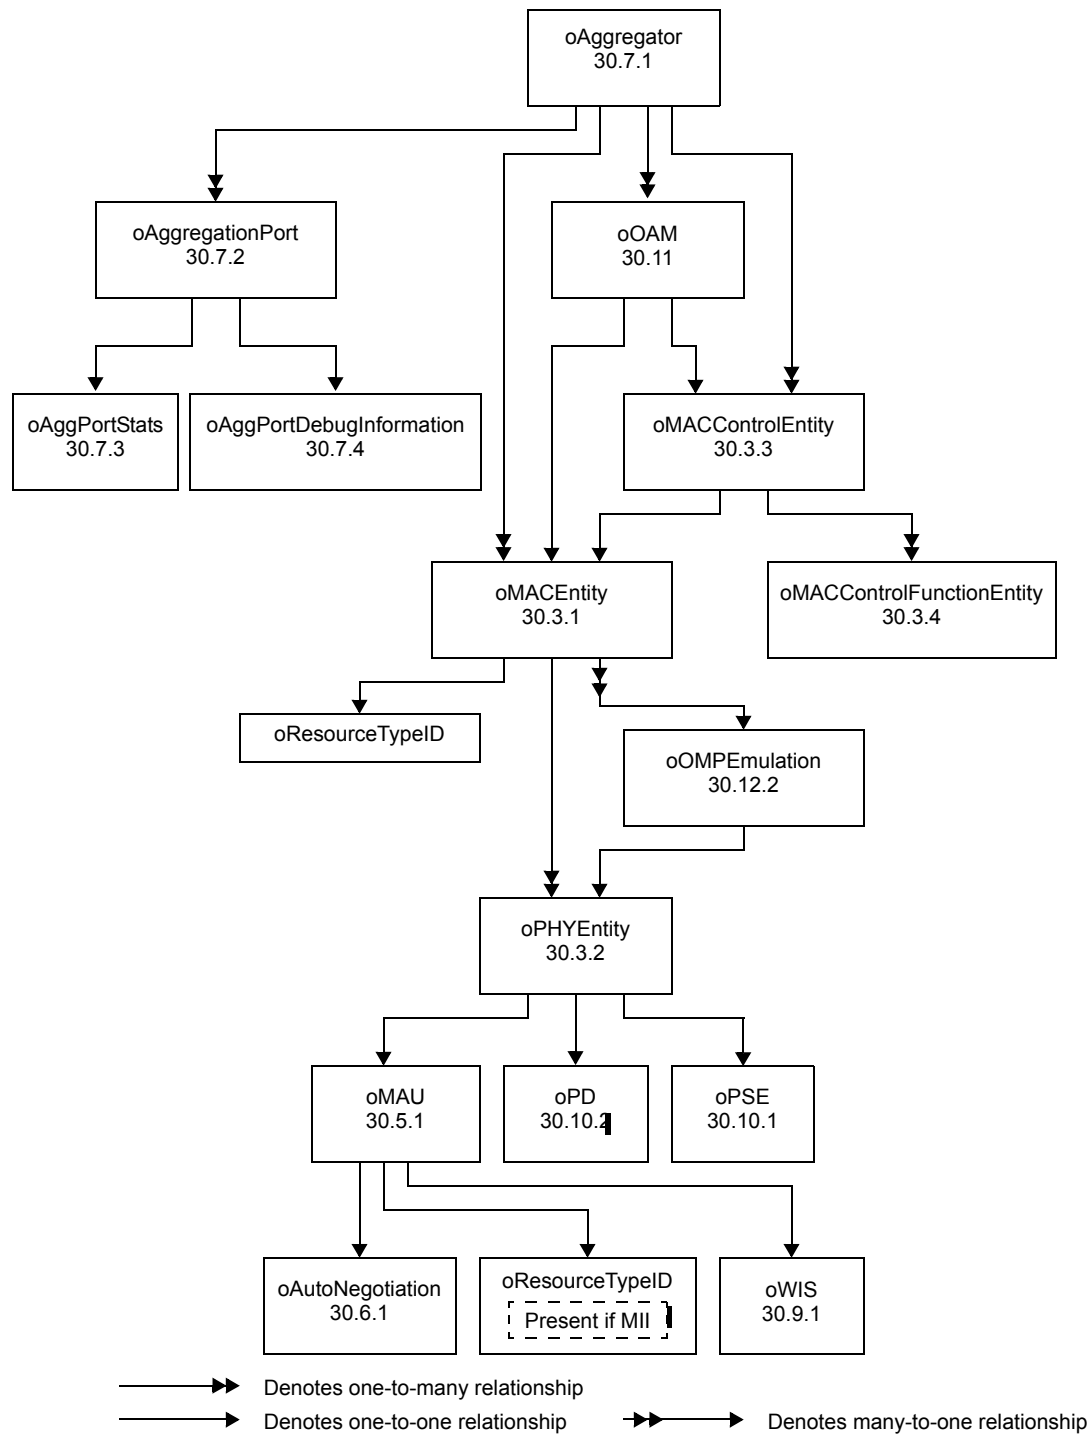 oAggregator
30.7.1
oAggregationPort
30.7.2
oOAM
30.11
oAggPortStats
30.7.3
oAggPortDebugInformation
30.7.4
oMACControlEntity
30.3.3
oMACEntity
30.3.1
oMACControlFunctionEntity
30.3.4
oResourceTypeID
oOMPEmulation
30.12.2
oPHYEntity
30.3.2
oMAU
30.5.1
oPD
30.10.2
oPSE
30.10.1
oAutoNegotiation
30.6.1
oResourceTypeID
Present if MII
oWIS
30.9.1
Denotes one-to-many relationship
Denotes one-to-one relationship
Denotes many-to-one relationship